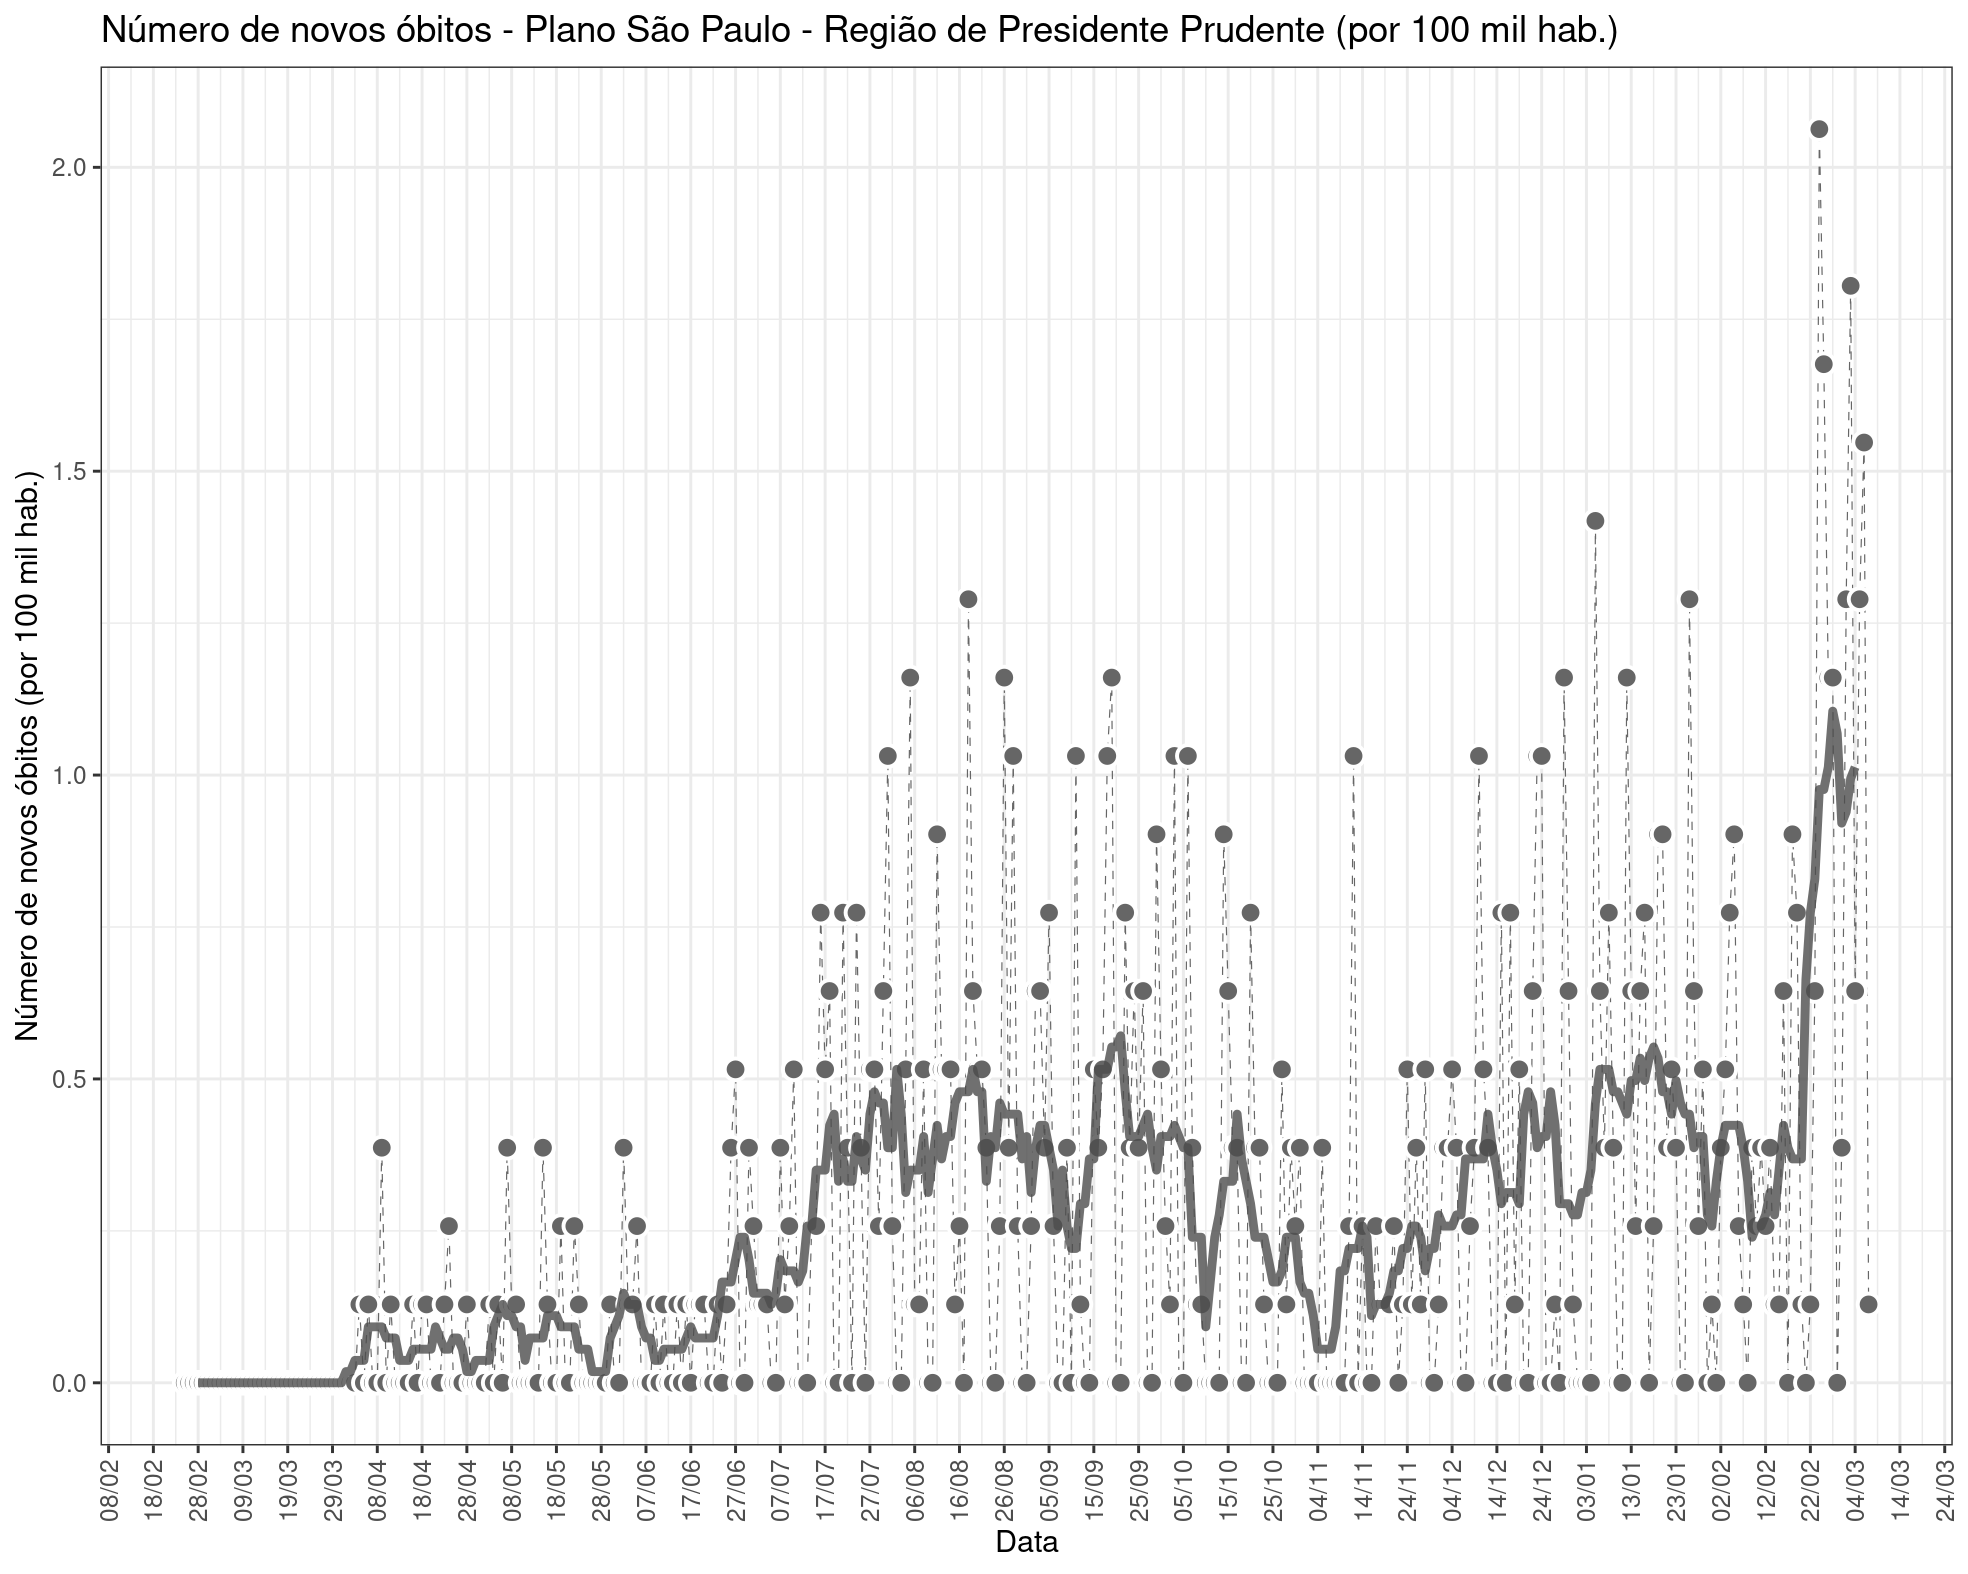 Número de novos óbitos - Plano São Paulo - Região de Presidente Prudente (por 100 mil hab.)
Número de novos óbitos (por 100 mil hab.)
2.0
1.5
1.0
0.5
0.0
08/02 18/02 28/02 09/03 19/03 29/03 08/04 18/04 28/04 08/05 18/05 28/05 07/06 17/06 27/06 07/07 17/07 27/07 06/08 16/08 26/08 05/09 15/09 25/09 05/10 15/10 25/10 04/11 14/11 24/11 04/12 14/12 24/12 03/01 13/01 23/01 02/02 12/02 22/02 04/03 14/03 24/03
Data